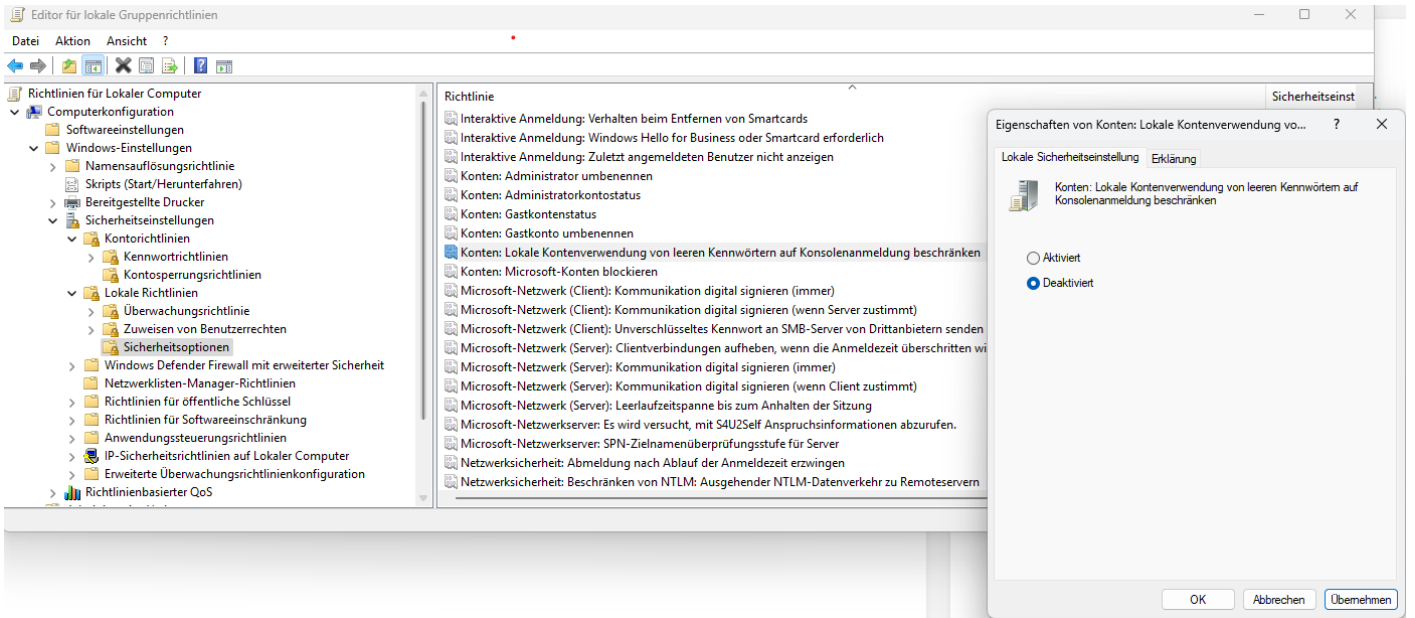 Editor für lokale Gruppenrichtlinien
Datei Aktion Ansicht ?
Richtlinien für Lokaler Computer
Computerkonfiguration
Softwareeinstellungen
Windows-Einstellungen
Namensauflösungsrichtlinie
Skripts (Start/Herunterfahren)
Bereitgestellte Drucker
Sicherheitseinstellungen
Kontorichtlinien
Kennwortrichtlinien
Kontosperrungsrichtlinien
Lokale Richtlinien
Überwachungsrichtlinie
Zuweisen von Benutzerrechten
Sicherheitsoptionen
Windows Defender Firewall mit erweiterter Sicherheit
Netzwerklisten-Manager-Richtlinien
Richtlinien für öffentliche Schlüssel
Richtlinien für Softwareeinschränkung
Anwendungssteuerungsrichtlinien
IP-Sicherheitsrichtlinien auf Lokaler Computer
Erweiterte Überwachungsrichtlinienkonfiguration
Richtlinienbasierter QoS
Richtlinie Sicherheitseinst
Interaktive Anmeldung: Verhalten beim Entfernen von Smartcards
Interaktive Anmeldung: Windows Hello for Business oder Smartcard erforderlich
Interaktive Anmeldung: Zuletzt angemeldeten Benutzer nicht anzeigen
Konten: Administrator umbenennen
Konten: Administratorkontostatus
Konten: Gastkontenstatus
Konten: Gastkonto umbenennen
Konten: Lokale Kontenverwendung von leeren Kennwörtern auf Konsolenanmeldung beschränken
Konten: Microsoft-Konten blockieren
Microsoft-Netzwerk (Client): Kommunikation digital signieren (immer)
Microsoft-Netzwerk (Client): Kommunikation digital signieren (wenn Server zustimmt)
Microsoft-Netzwerk (Client): Unverschlüsseltes Kennwort an SMB-Server von Drittanbietern senden
Microsoft-Netzwerk (Server): Clientverbindungen aufheben, wenn die Anmeldezeit überschritten wi
Microsoft-Netzwerk (Server): Kommunikation digital signieren (immer)
Microsoft-Netzwerk (Server): Kommunikation digital signieren (wenn Client zustimmt)
Microsoft-Netzwerk (Server): Leerlaufzeitspanne bis zum Anhalten der Sitzung
Microsoft-Netzwerkserver: Es wird versucht, mit S4U2Self Anspruchsinformationen abzurufen.
Microsoft-Netzwerkserver: SPN-Zielnamenüberprüfungsstufe für Server
Netzwerksicherheit: Abmeldung nach Ablauf der Anmeldezeit erzwingen
Netzwerksicherheit: Beschränken von NTLM: Ausgehender NTLM-Datenverkehr zu Remoteservern
Eigenschaften von Konten: Lokale Kontenverwendung vo... ?
Lokale Sicherheitseinstellung Erklärung
Konten: Lokale Kontenverwendung von leeren Kennwörtern auf
Konsolenanmeldung beschränken
Aktiviert
Deaktiviert
OK Abbrechen Übernehmen